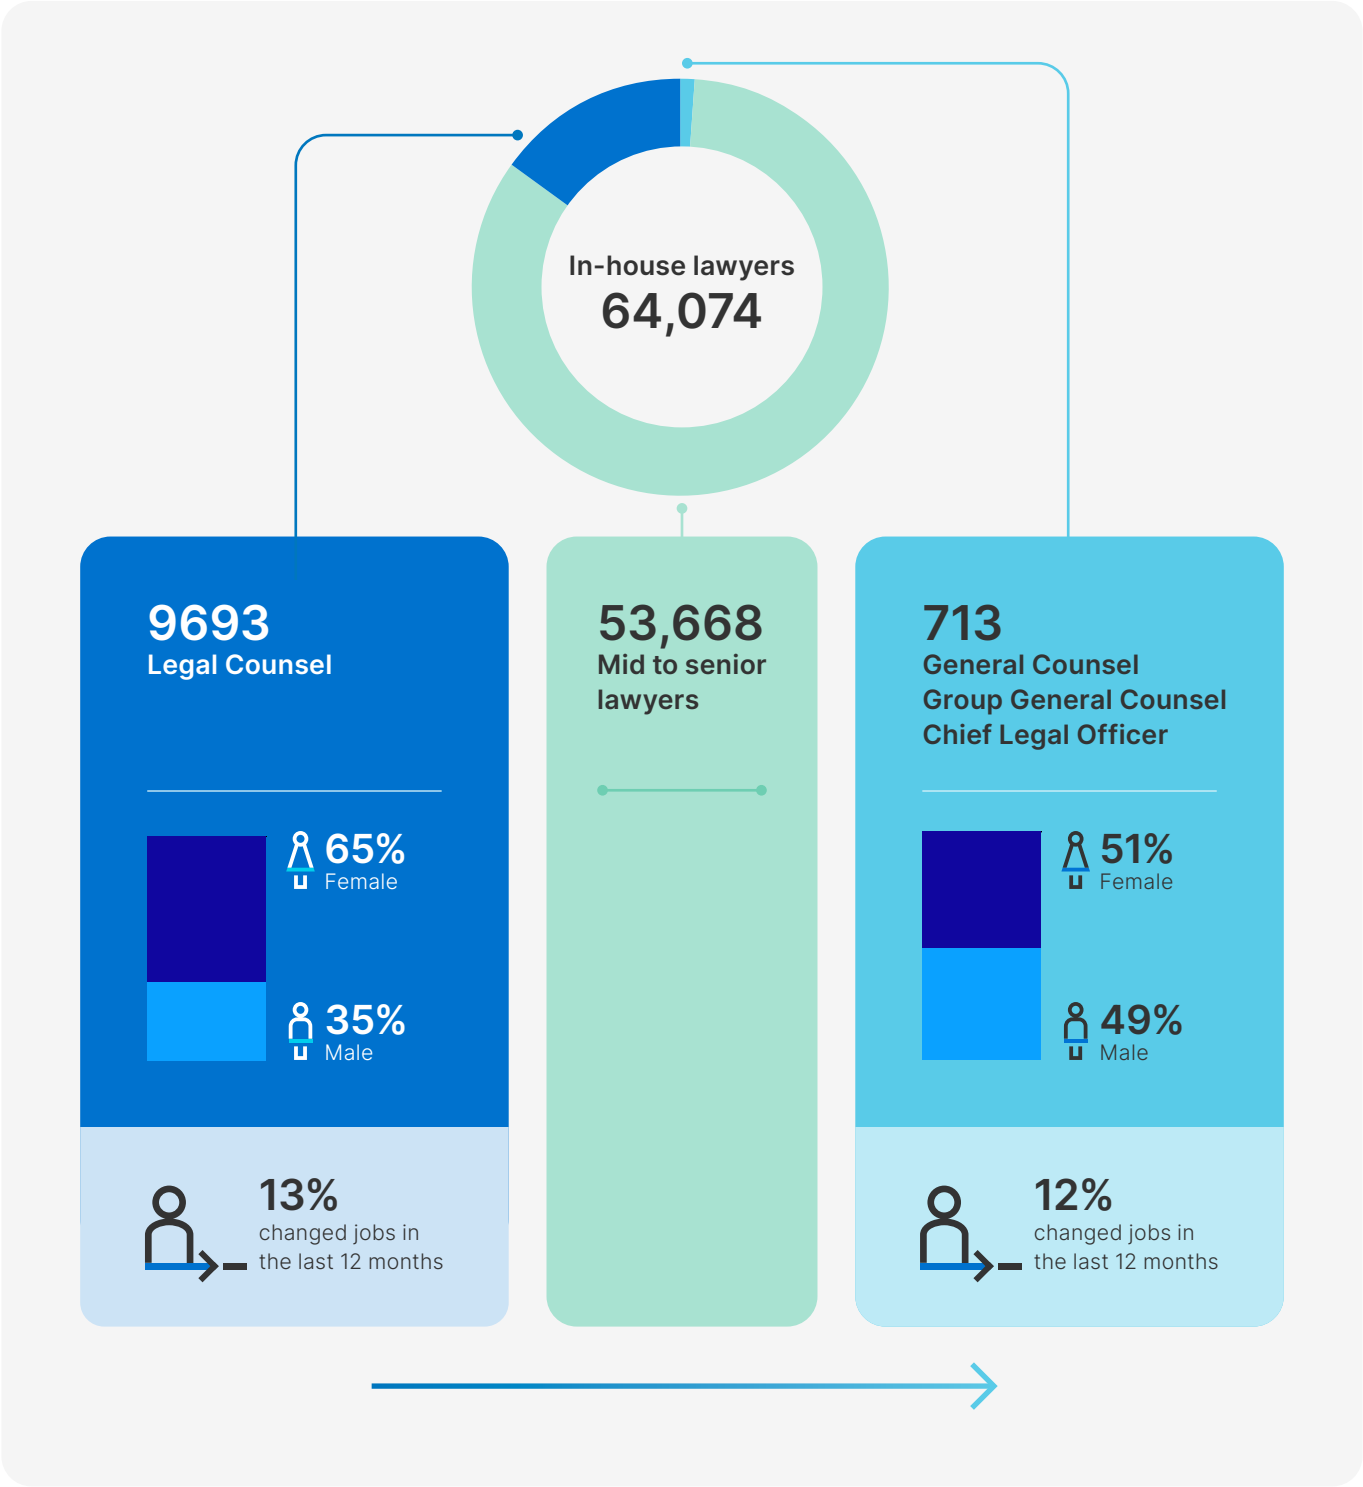 In-house lawyers
64,074
9693
Legal Counsel
65%
Female
35%
Male
13%
changed jobs in
the last 12 months
53,668
Mid to senior
lawyers
713
General Counsel
Group General Counsel
Chief Legal Officer
51%
Female
49%
Male
12%
changed jobs in
the last 12 months